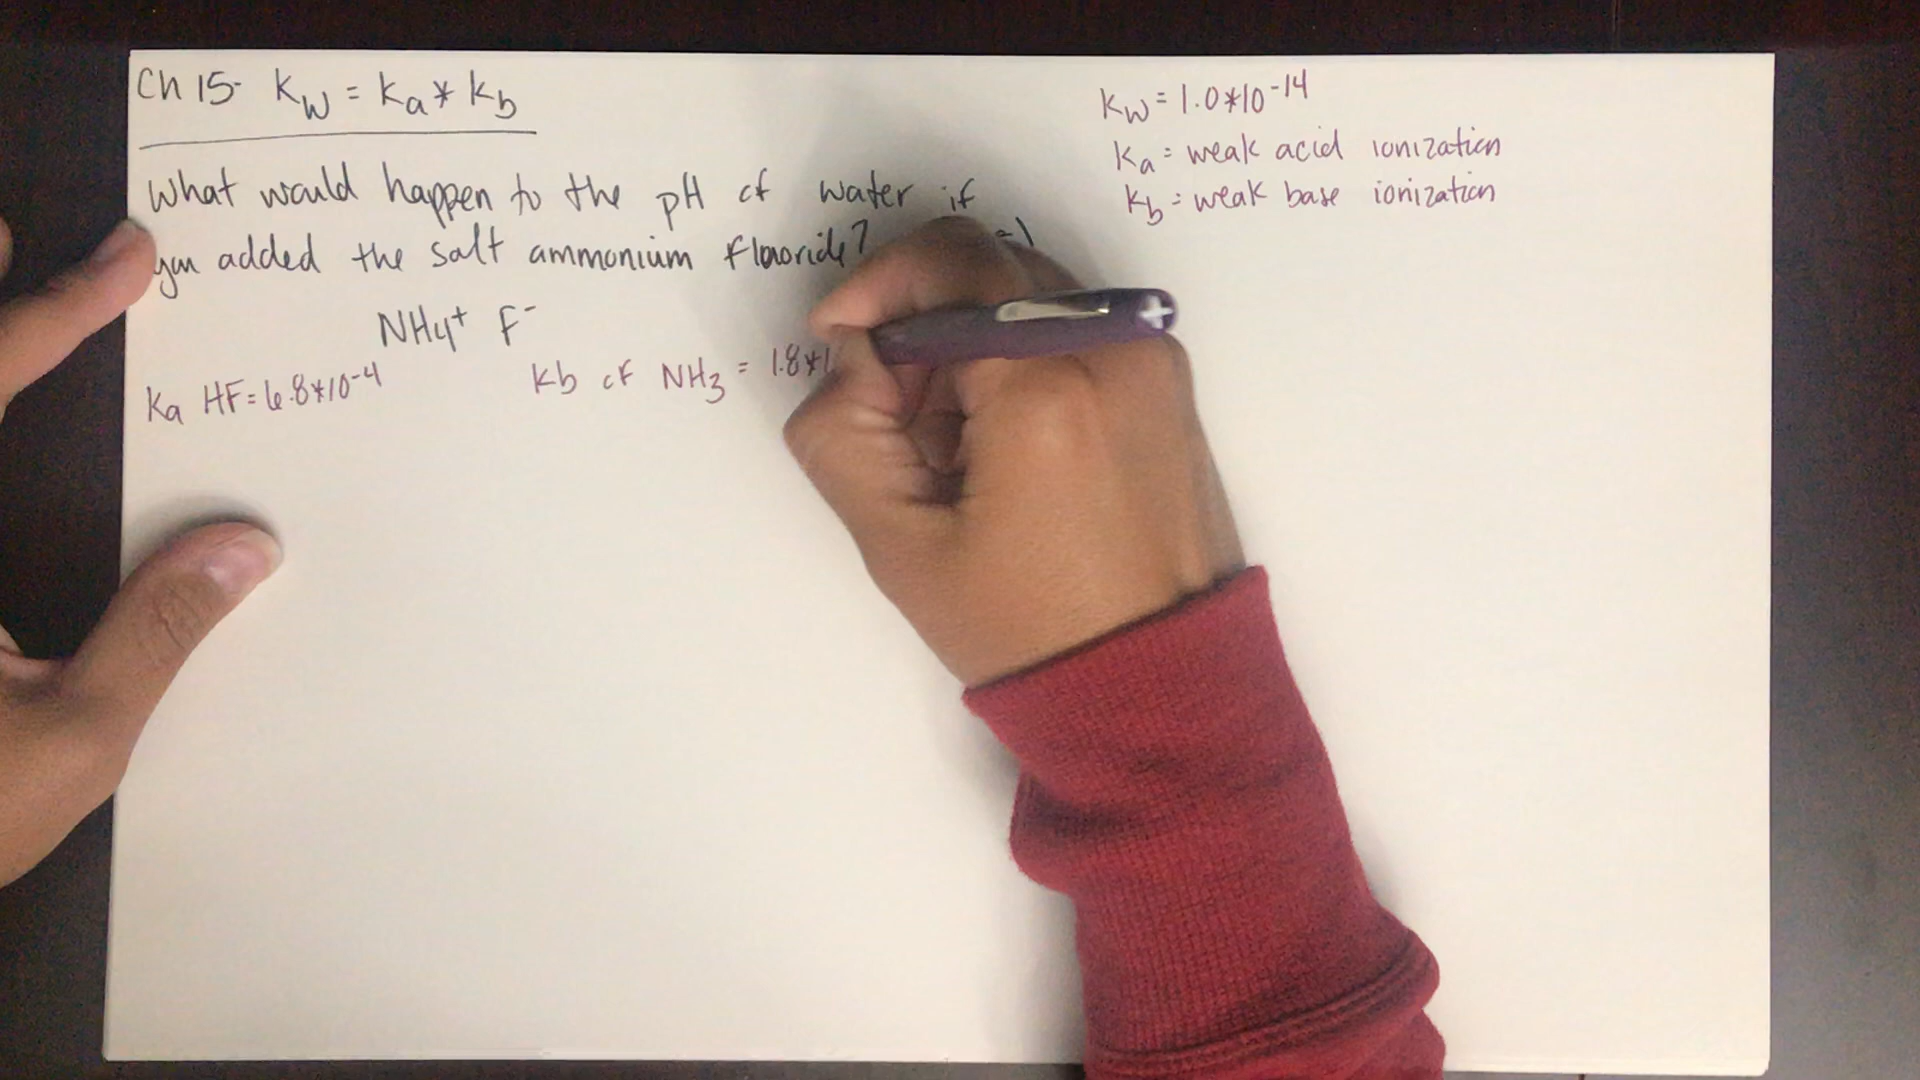 Ch 15- Kw = Ka * Kb
What would happen to the pH of water if
you added the salt ammonium fluoride?
NH4+ F-
Ka HF = 6.8*10-4
Kb of NH3 = 1.8*1
Kw = 1.0*10-14
Ka = weak acid ionization
Kb = weak base ionization